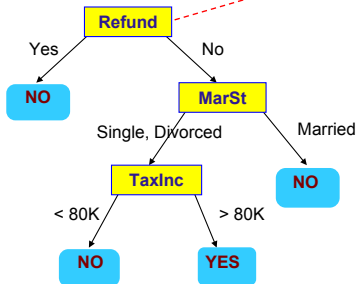 Refund
Yes
No
NO
MarSt
Single, Divorced
Married
TaxInc
NO
< 80K
> 80K
NO
YES